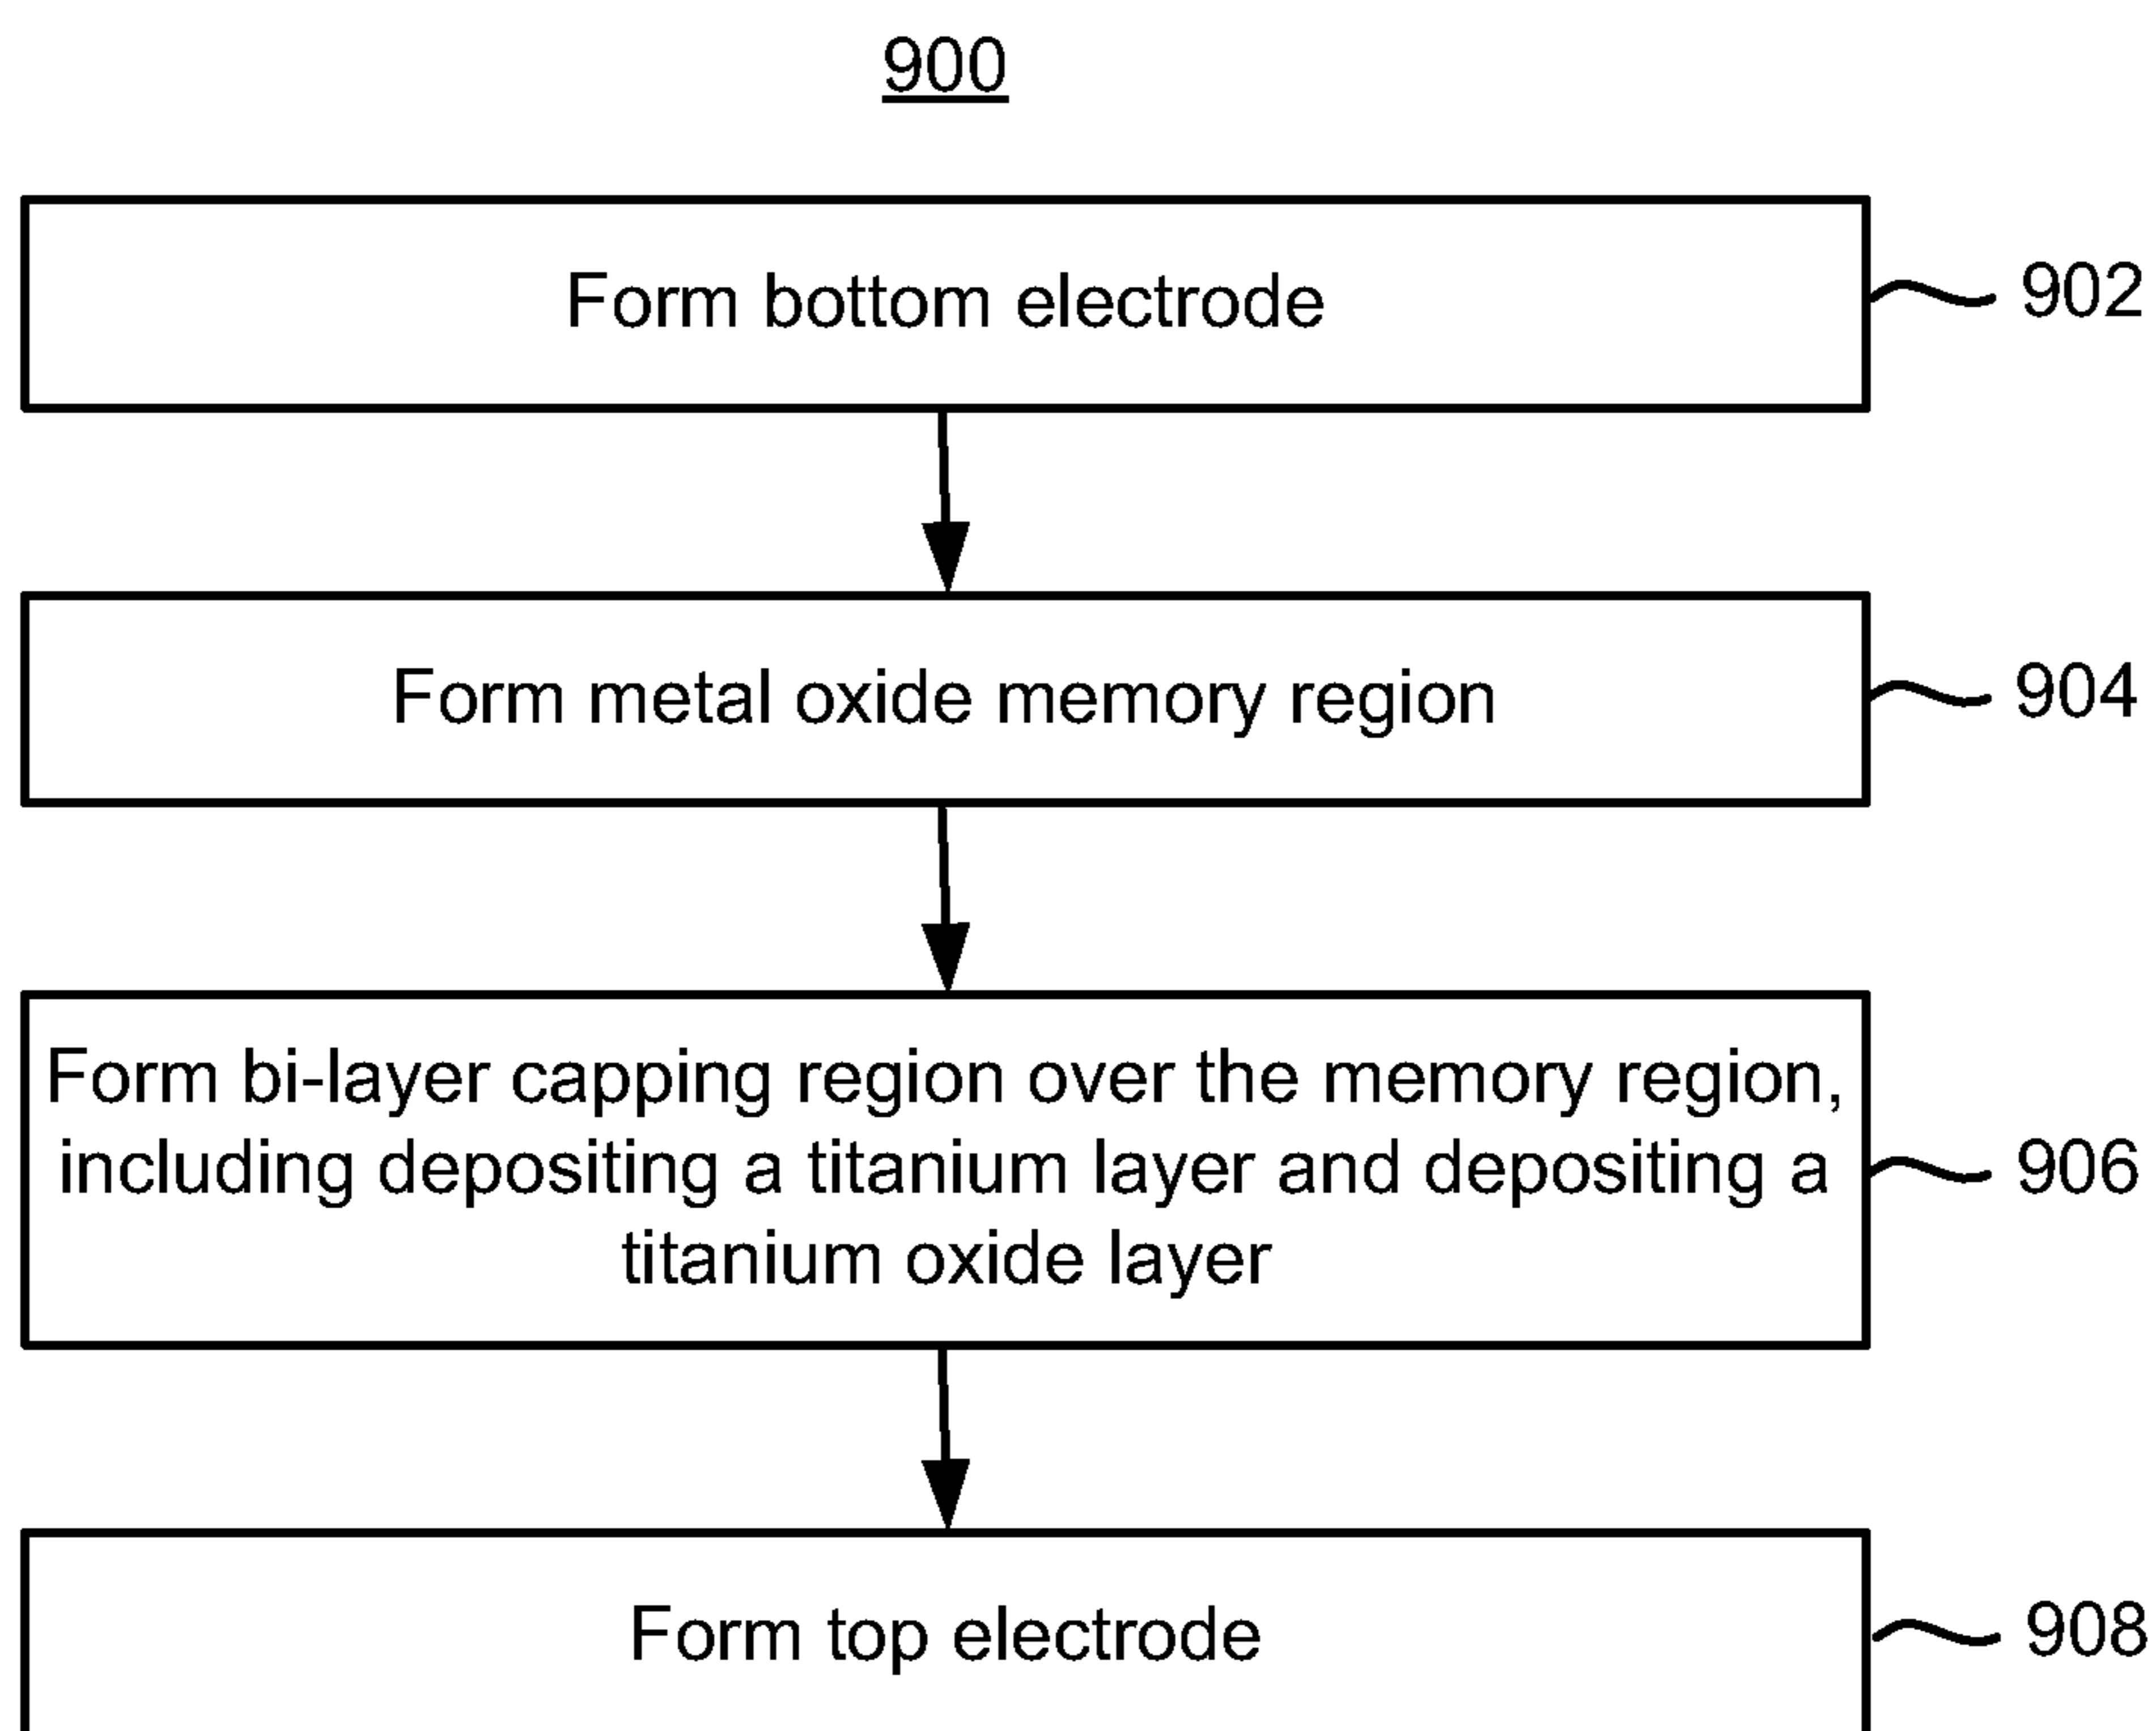 900
Form bottom electrode
902
Form metal oxide memory region
904
Form bi-layer capping region over the memory region,
including depositing a titanium layer and depositing a
titanium oxide layer
906
Form top electrode
908